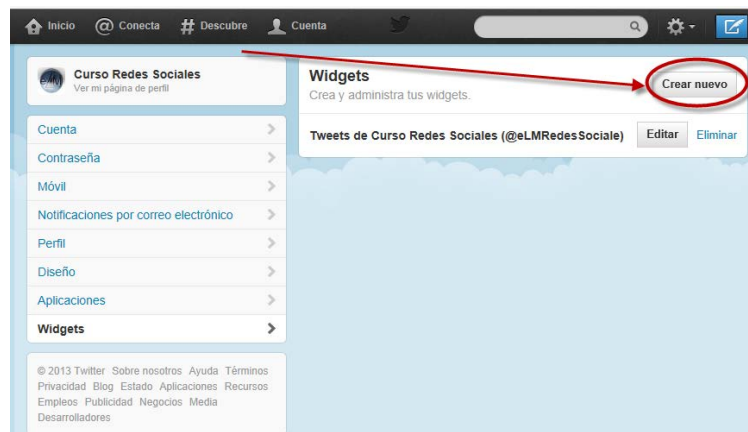 Inicio @ Conecta # Descubre Cuenta
Curso Redes Sociales
Ver mi página de perfil
Cuenta
Contraseña
Móvil
Notificaciones por correo electrónico
Perfil
Diseño
Aplicaciones
Widgets
© 2013 Twitter Sobre nosotros Ayuda Términos
Privacidad Blog Estado Aplicaciones Recursos
Empleos Publicidad Negocios Media
Desarrolladores
Widgets
Crea y administra tus widgets.
Crear nuevo
Tweets de Curso Redes Sociales (@eLMRedesSociale) Editar Eliminar